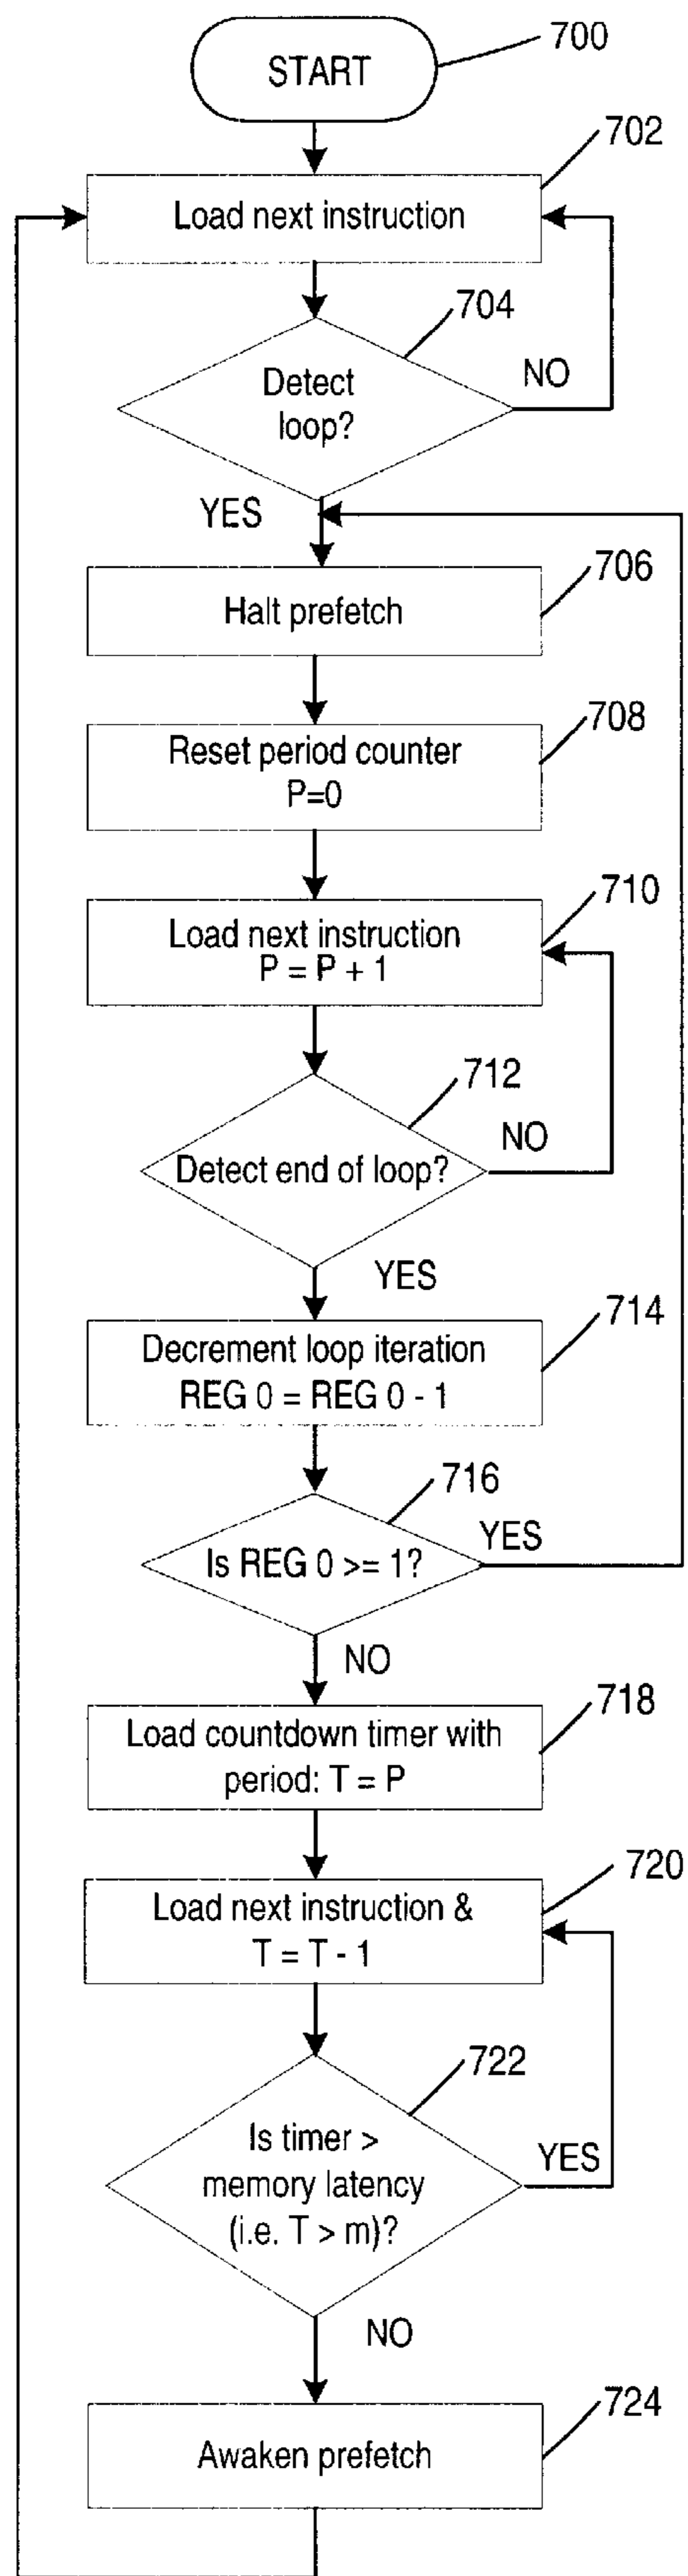 START
700
702
Load next instruction
704
Detect
loop?
NO
YES
706
Halt prefetch
708
Reset period counter
P=0
710
Load next instruction
P = P + 1
712
NO
Detect end of loop?
YES
714
Decrement loop iteration
REG 0 = REG 0 - 1
716
YES
Is REG 0 >= 1?
NO
718
Load countdown timer with
period: T = P
720
Load next instruction &
T = T - 1
722
Is timer >
memory latency
(i.e. T > m)?
YES
NO
724
Awaken prefetch